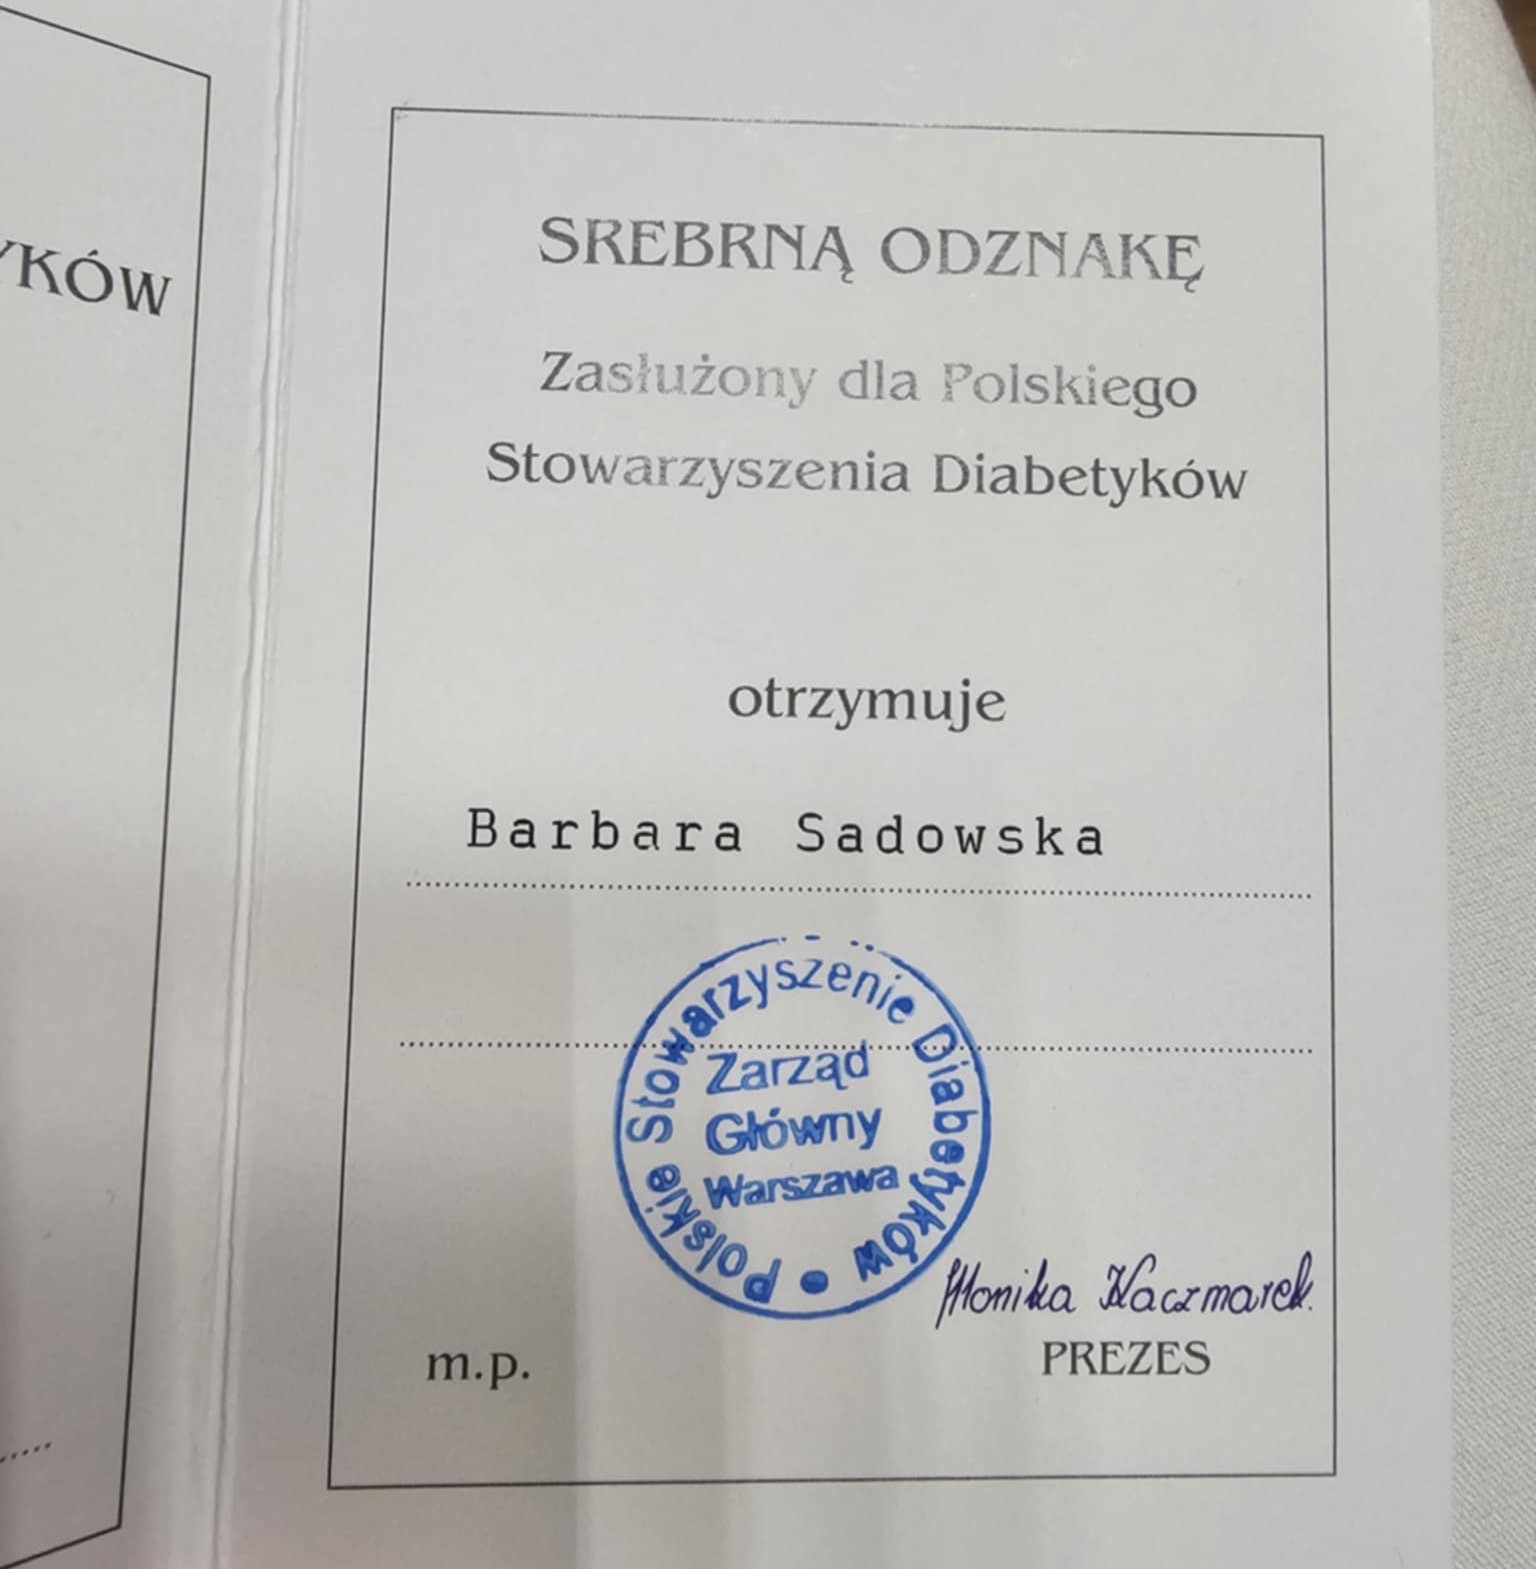 YKÓW
SREBRNĄ ODZNAKĘ
Zasłużony dla Polskiego
Stowarzyszenia Diabetyków
otrzymuje
Barbara Sadowska
Polskie Stowarzyszenie Diabetyków
Zarząd
Główny
Warszawa
Monika Kaczmarek
m.p.
PREZES